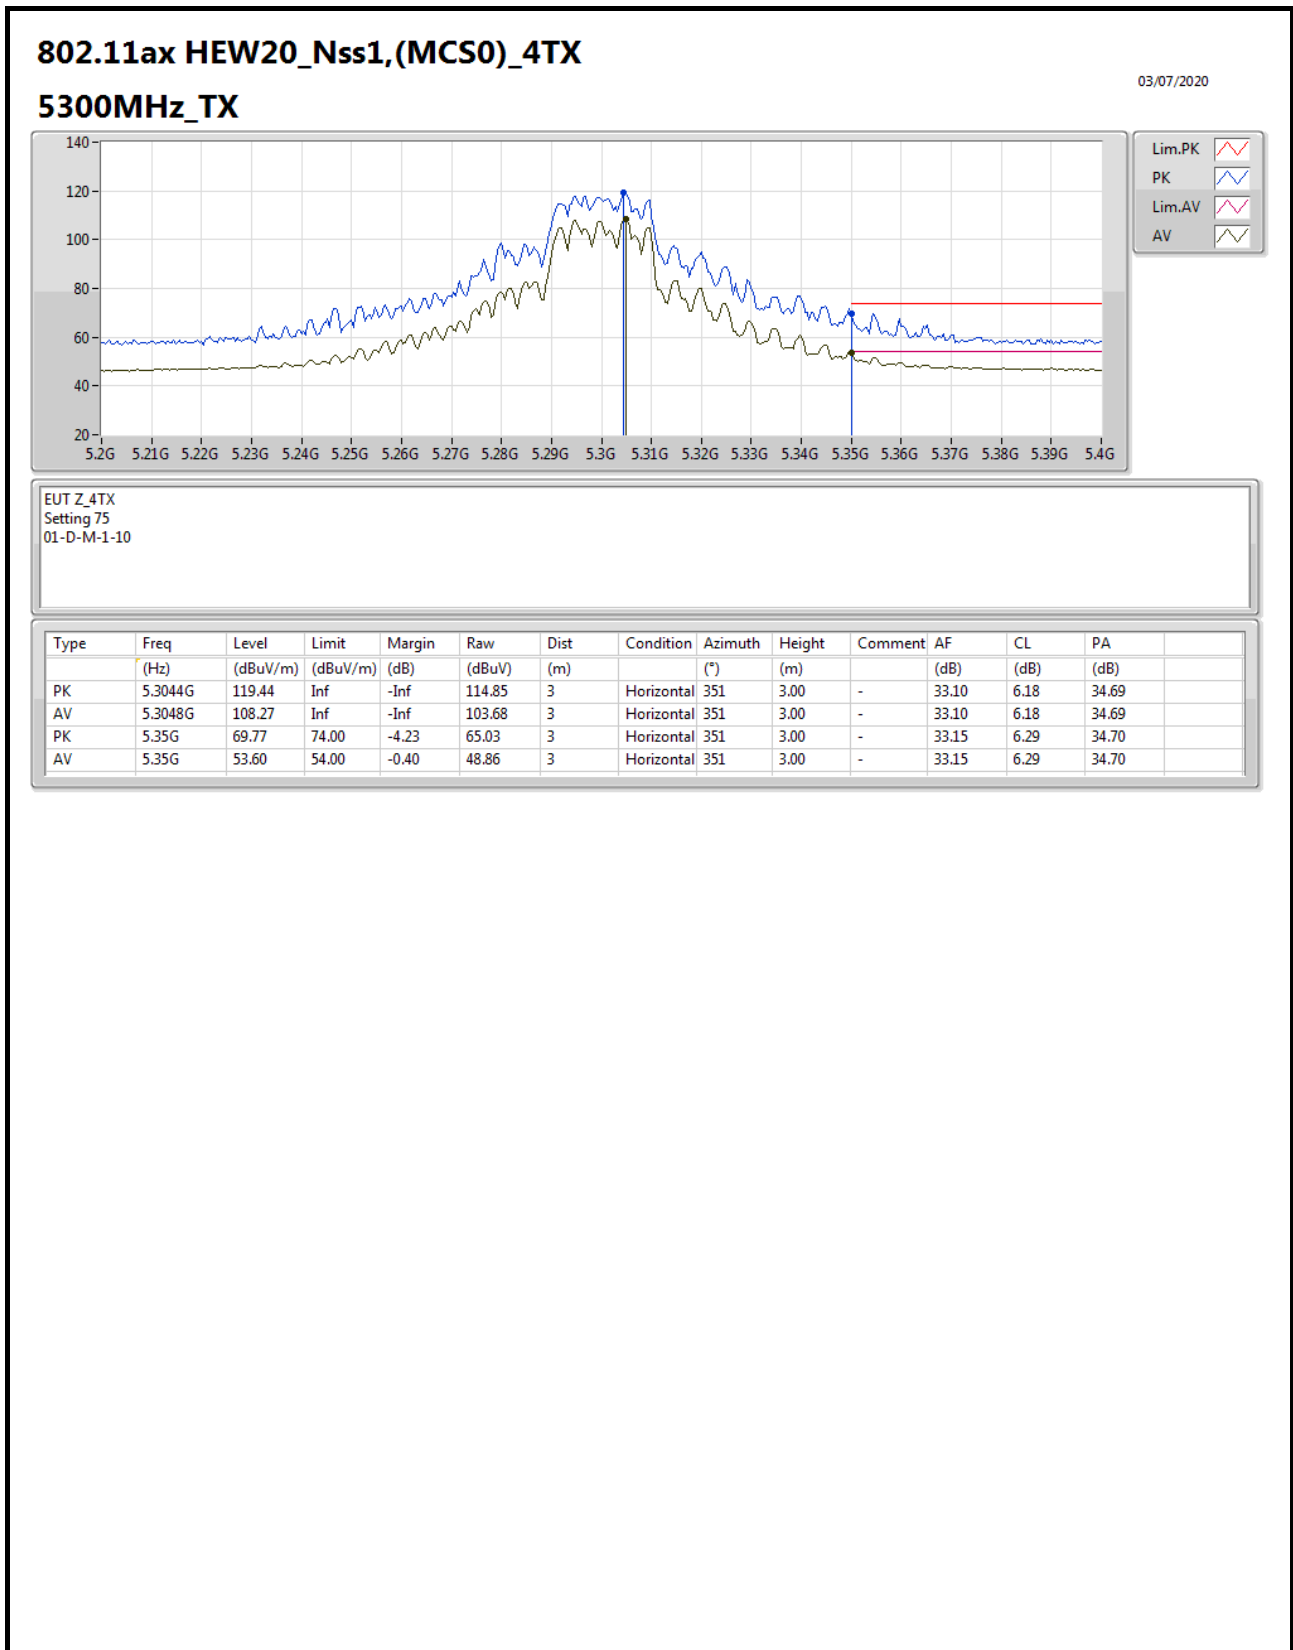 802.11ax HEW20_Nss1,(MCS0)_4TX
03/07/2020
5300MHz_TX
140
120
100
80
60
40
20
5.2G 5.21G 5.22G 5.23G 5.24G 5.25G 5.26G 5.27G 5.28G 5.29G 5.3G 5.31G 5.32G 5.33G 5.34G 5.35G 5.36G 5.37G 5.38G 5.39G 5.4G
Lim.PK
PK
Lim.AV
AV
EUT Z_4TX
Setting 75
01-D-M-1-10
Type Freq Level Limit Margin Raw Dist Condition Azimuth Height Comment AF CL PA
(Hz) (dBuV/m) (dBuV/m) (dB) (dBuV) (m) (°) (m) (dB) (dB) (dB)
PK 5.3044G 119.44 Inf -Inf 114.85 3 Horizontal 351 3.00 - 33.10 6.18 34.69
AV 5.3048G 108.27 Inf -Inf 103.68 3 Horizontal 351 3.00 - 33.10 6.18 34.69
PK 5.35G 69.77 74.00 -4.23 65.03 3 Horizontal 351 3.00 - 33.15 6.29 34.70
AV 5.35G 53.60 54.00 -0.40 48.86 3 Horizontal 351 3.00 - 33.15 6.29 34.70